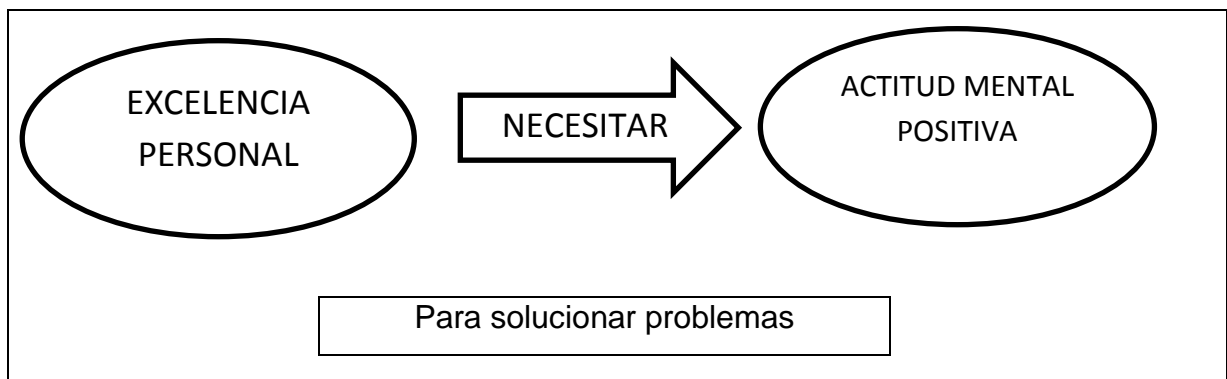 EXCELENCIA
PERSONAL
NECESITAR
ACTITUD MENTAL
POSITIVA
Para solucionar problemas